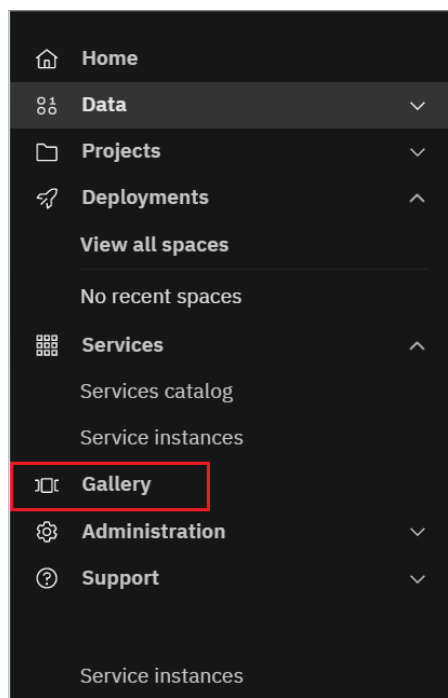 Home
Data
Projects
Deployments
View all spaces
No recent spaces
Services
Services catalog
Service instances
Gallery
Administration
Support
Service instances